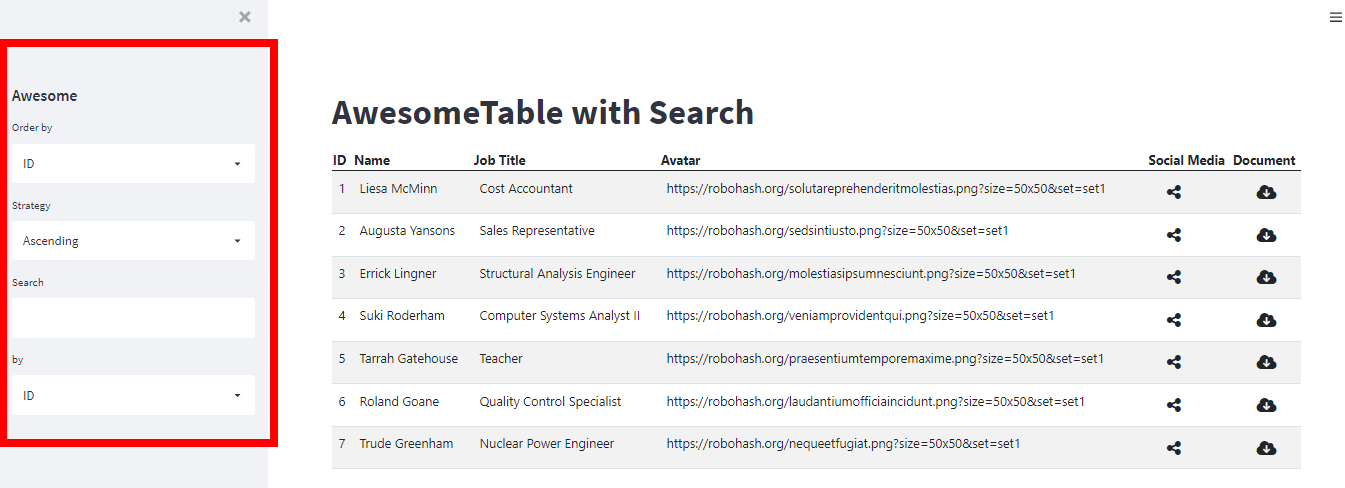 Awesome
Order by
ID
Strategy
Ascending
Search
by
ID
AwesomeTable with Search
ID Name Job Title Avatar Social Media Document
1 Liesa McMinn Cost Accountant https://robohash.org/solutareprehenderitmolestias.png?size=50x50&set=set1
2 Augusta Yansons Sales Representative https://robohash.org/sedsintiusto.png?size=50x50&set=set1
3 Errick Lingner Structural Analysis Engineer https://robohash.org/molestiasipsumnesciunt.png?size=50x50&set=set1
4 Suki Roderham Computer Systems Analyst II https://robohash.org/veniamprovidentqui.png?size=50x50&set=set1
5 Tarrah Gatehouse Teacher https://robohash.org/praesentiumtemporemaxime.png?size=50x50&set=set1
6 Roland Goane Quality Control Specialist https://robohash.org/laudantiumofficiaincidunt.png?size=50x50&set=set1
7 Trude Greenham Nuclear Power Engineer https://robohash.org/nequeetfugiat.png?size=50x50&set=set1